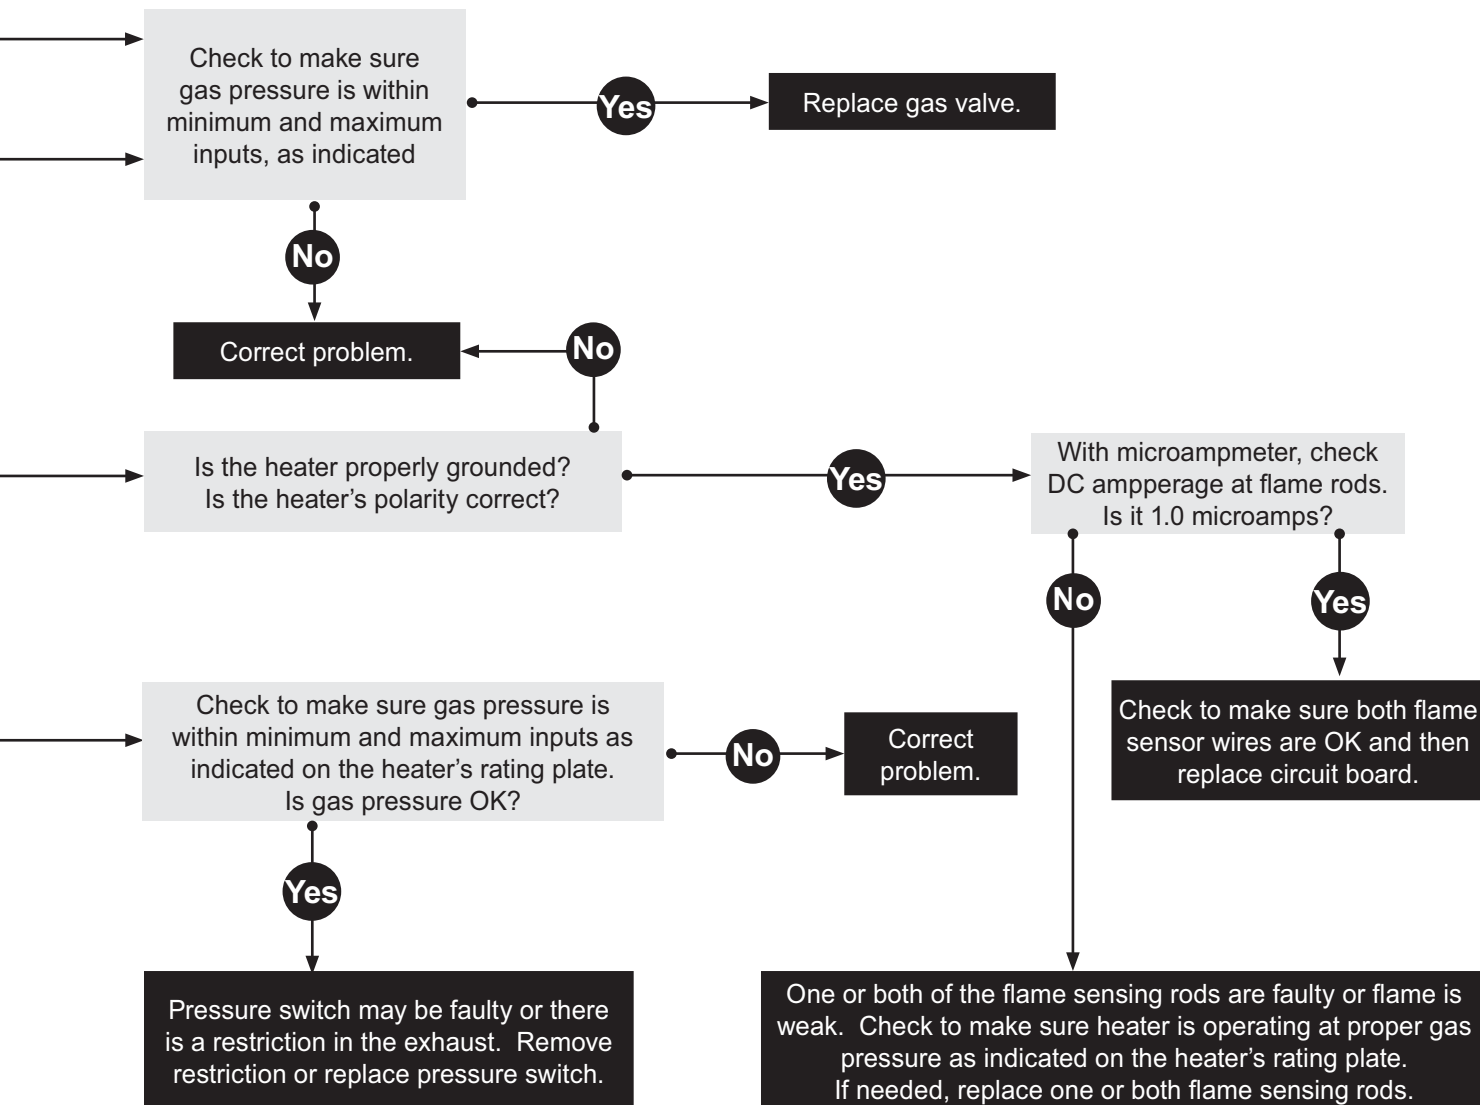 Check to make sure
gas pressure is within
minimum and maximum
inputs, as indicated
Yes
Replace gas valve.
No
Correct problem.
No
Is the heater properly grounded?
Is the heater’s polarity correct?
Yes
With microampmeter, check
DC ampperage at flame rods.
Is it 1.0 microamps?
No
Yes
Check to make sure both flame
sensor wires are OK and then
replace circuit board.
Check to make sure gas pressure is
within minimum and maximum inputs as
indicated on the heater’s rating plate.
Is gas pressure OK?
No
Correct
problem.
Yes
Pressure switch may be faulty or there
is a restriction in the exhaust.  Remove
restriction or replace pressure switch.
One or both of the flame sensing rods are faulty or flame is
weak.  Check to make sure heater is operating at proper gas
pressure as indicated on the heater’s rating plate.
If needed, replace one or both flame sensing rods.